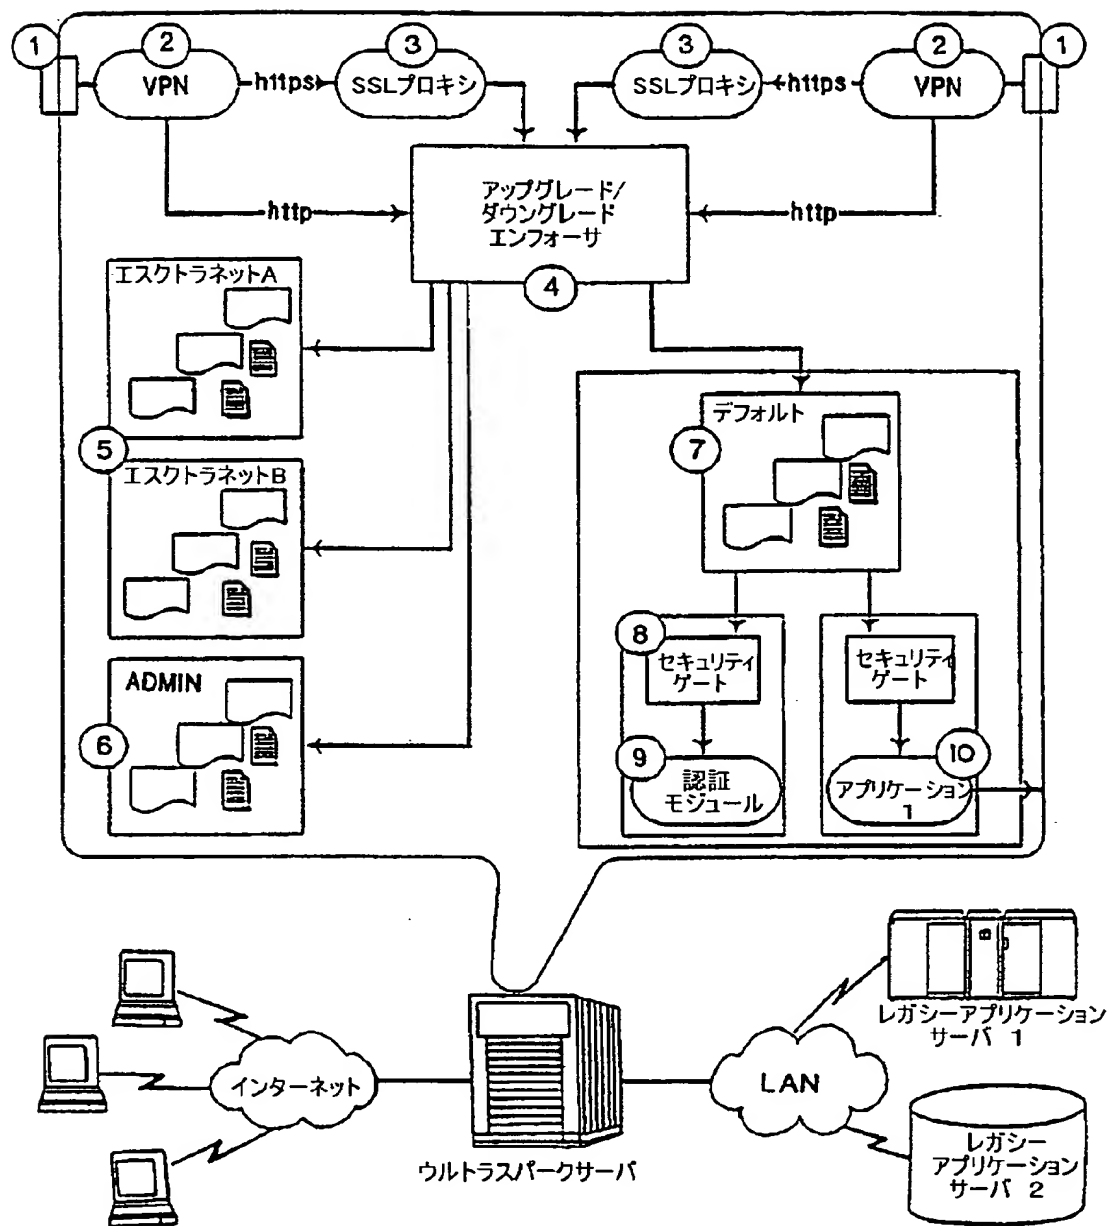 1
2
VPN
https
3
SSLプロキシ
3
SSLプロキシ
https
2
VPN
1
http
アップグレード/
ダウングレード
エンフォーサ
http
4
エスクトラネットA
5
エスクトラネットB
ADMIN
6
デフォルト
7
8
セキュリティ
ゲート
セキュリティ
ゲート
9
認証
モジュール
10
アプリケーション
1
インターネット
ウルトラスパークサーバ
LAN
レガシーアプリケーション
サーバ 1
レガシー
アプリケーション
サーバ 2